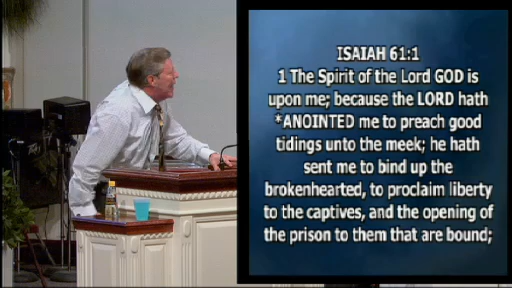 ISAIAH 61:1
1 The Spirit of the Lord GOD is
upon me; because the LORD hath
*ANOINTED me to preach good
tidings unto the meek; he hath
sent me to bind up the
brokenhearted, to proclaim liberty
to the captives, and the opening of
the prison to them that are bound;